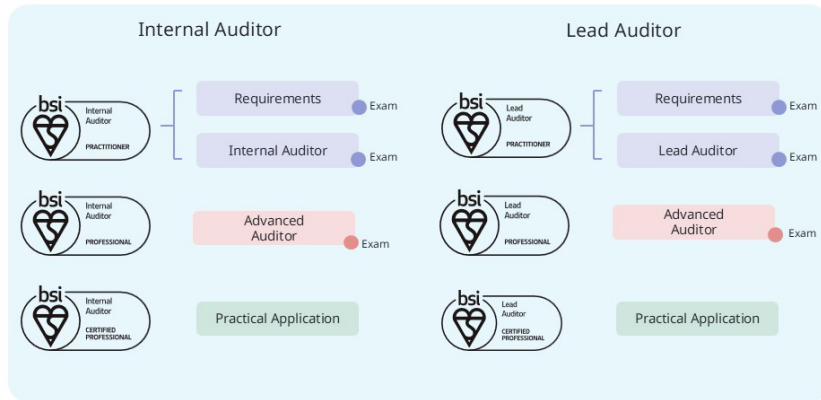 Internal Auditor
Lead Auditor
bsi
Internal
Auditor
PRACTITIONER
Requirements
Exam
Internal Auditor
Exam
bsi
Lead
Auditor
PRACTITIONER
Requirements
Exam
Lead Auditor
Exam
bsi
Internal
Auditor
PROFESSIONAL
Advanced
Auditor
Exam
bsi
Lead
Auditor
PROFESSIONAL
Advanced
Auditor
Exam
bsi
Internal
Auditor
CERTIFIED
PROFESSIONAL
Practical Application
bsi
Lead
Auditor
CERTIFIED
PROFESSIONAL
Practical Application